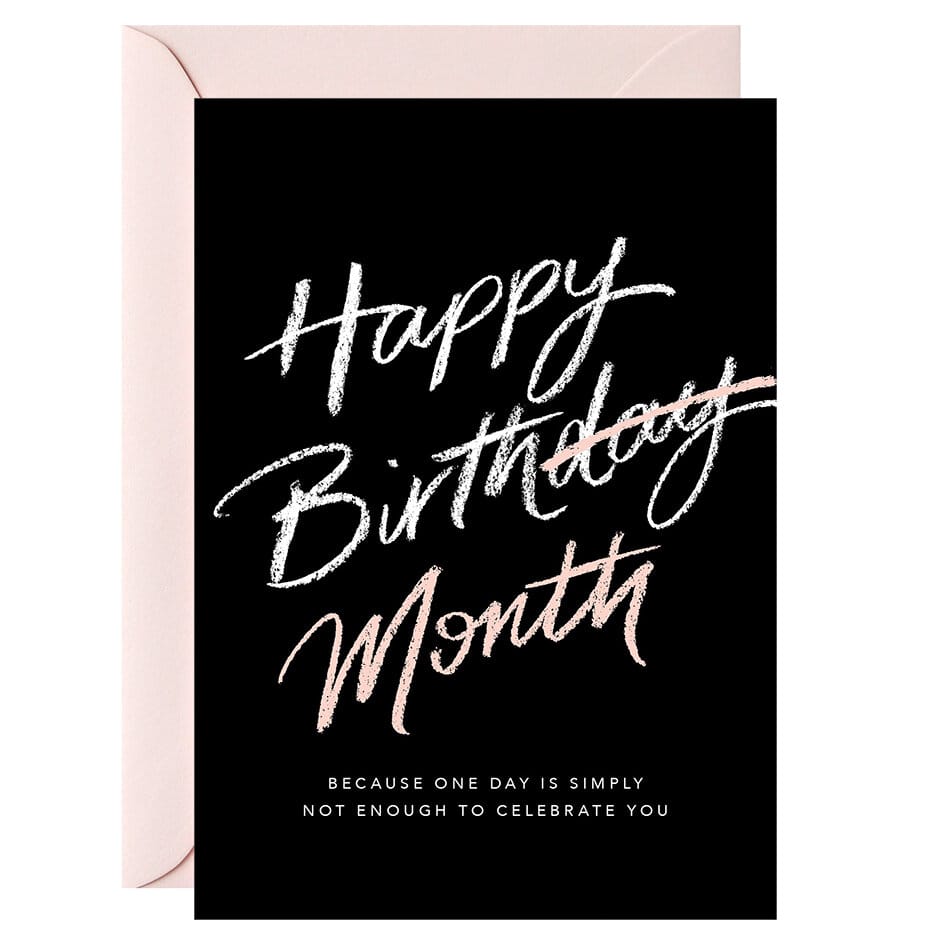 Happy
Birthday
Month
BECAUSE ONE DAY IS SIMPLY
NOT ENOUGH TO CELEBRATE YOU